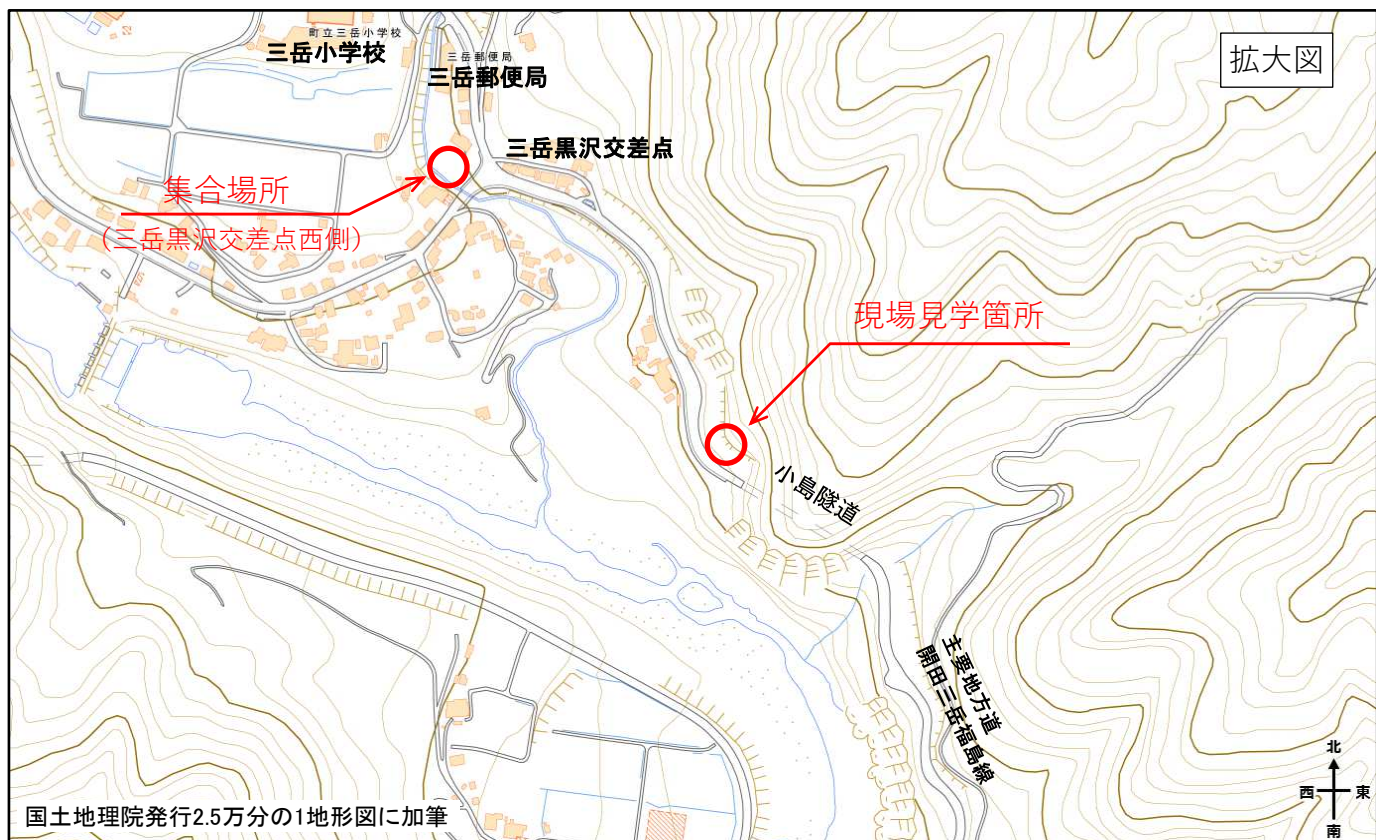 町立三岳小学校
三岳小学校
三岳郵便局
三岳郵便局
拡大図
三岳黒沢交差点
集合場所
(三岳黒沢交差点西側)
現場見学箇所
小島隧道
主要地方道
開田三岳福島線
北
西
東
南
国土地理院発行2.5万分の1地形図に加筆